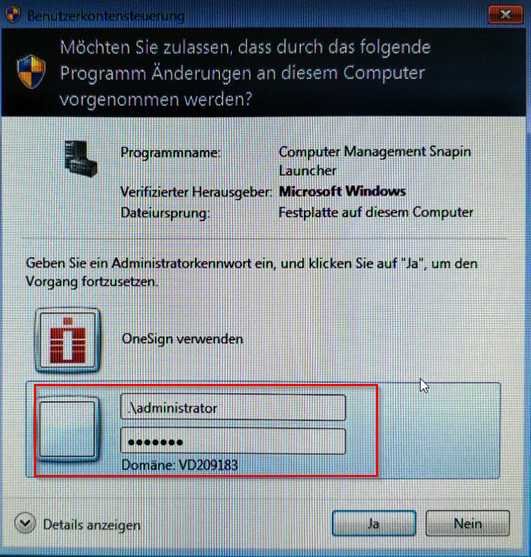 Benutzerkontensteuerung
Möchten Sie zulassen, dass durch das folgende
Programm Änderungen an diesem Computer
vorgenommen werden?
Programmname: Computer Management Snapin
Launcher
Verifizierter Herausgeber: Microsoft Windows
Dateiursprung: Festplatte auf diesem Computer
Geben Sie ein Administratorkennwort ein, und klicken Sie auf "Ja", um den
Vorgang fortzusetzen.
OneSign verwenden
.\administrator
•••••••
Domäne: VD209183
Details anzeigen
Ja
Nein